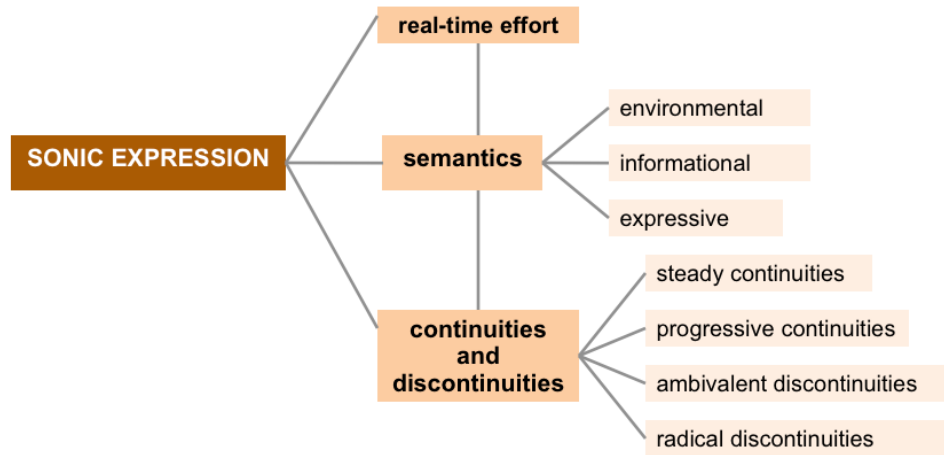 real-time effort
SONIC EXPRESSION
semantics
environmental
informational
expressive
continuities
and
discontinuities
steady continuities
progressive continuities
ambivalent discontinuities
radical discontinuities